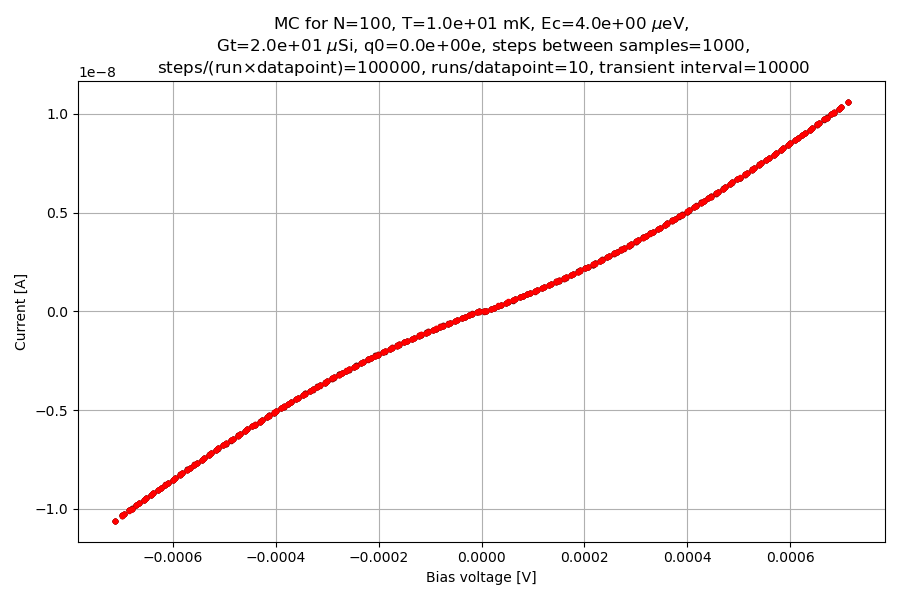 MC for N=100, T=1.0e+01 mK, Ec=4.0e+00 μeV,
Gt=2.0e+01 μSi, q0=0.0e+00e, steps between samples=1000,
steps/(run×datapoint)=100000, runs/datapoint=10, transient interval=10000
1e−8
1.0
0.5
0.0
−0.5
−1.0
Current [A]
−0.0006
−0.0004
−0.0002
0.0000
0.0002
0.0004
0.0006
Bias voltage [V]